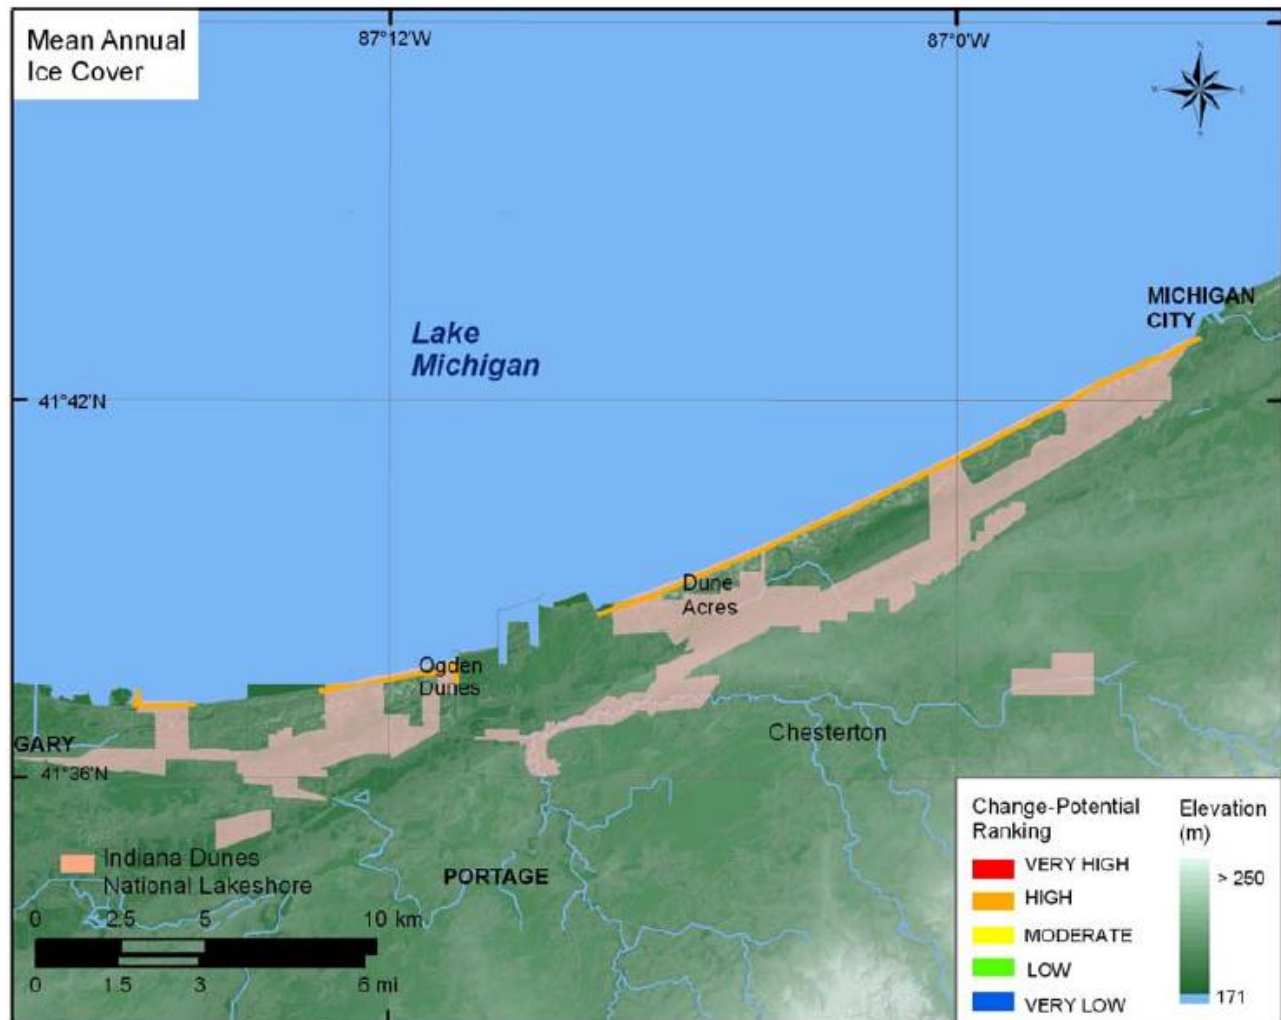 Mean Annual
Ice Cover
87°12'W
87°0'W
N
W
E
S
MICHIGAN
CITY
Lake
Michigan
41°42'N
Dune
Acres
Ogden
Dunes
GARY
Chesterton
41°36'N
Indiana Dunes
National Lakeshore
PORTAGE
0 2.5 5 10 km
0 1.5 3 6 mi
Change-Potential
Ranking
VERY HIGH
HIGH
MODERATE
LOW
VERY LOW
Elevation
(m)
> 250
171